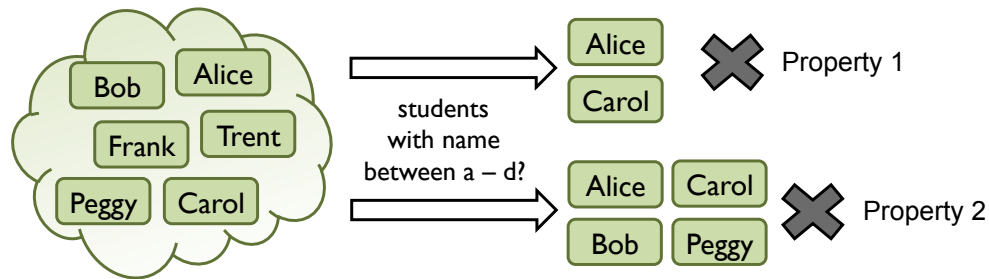 Bob
Alice
Frank
Trent
Peggy
Carol
students
with name
between a – d?
Alice
Carol
Property 1
Alice
Carol
Bob
Peggy
Property 2